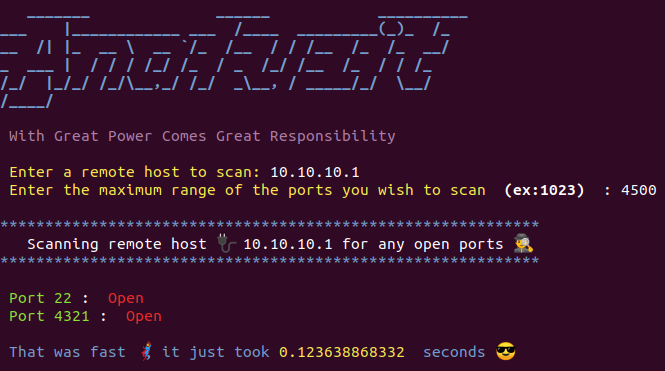 With Great Power Comes Great Responsibility
Enter a remote host to scan: 10.10.10.1
Enter the maximum range of the ports you wish to scan (ex:1023) : 4500
************************************************************
Scanning remote host 🔌 10.10.10.1 for any open ports 🕵️
************************************************************
Port 22 : Open
Port 4321 : Open
That was fast 🦸 it just took 0.123638868332 seconds 😎